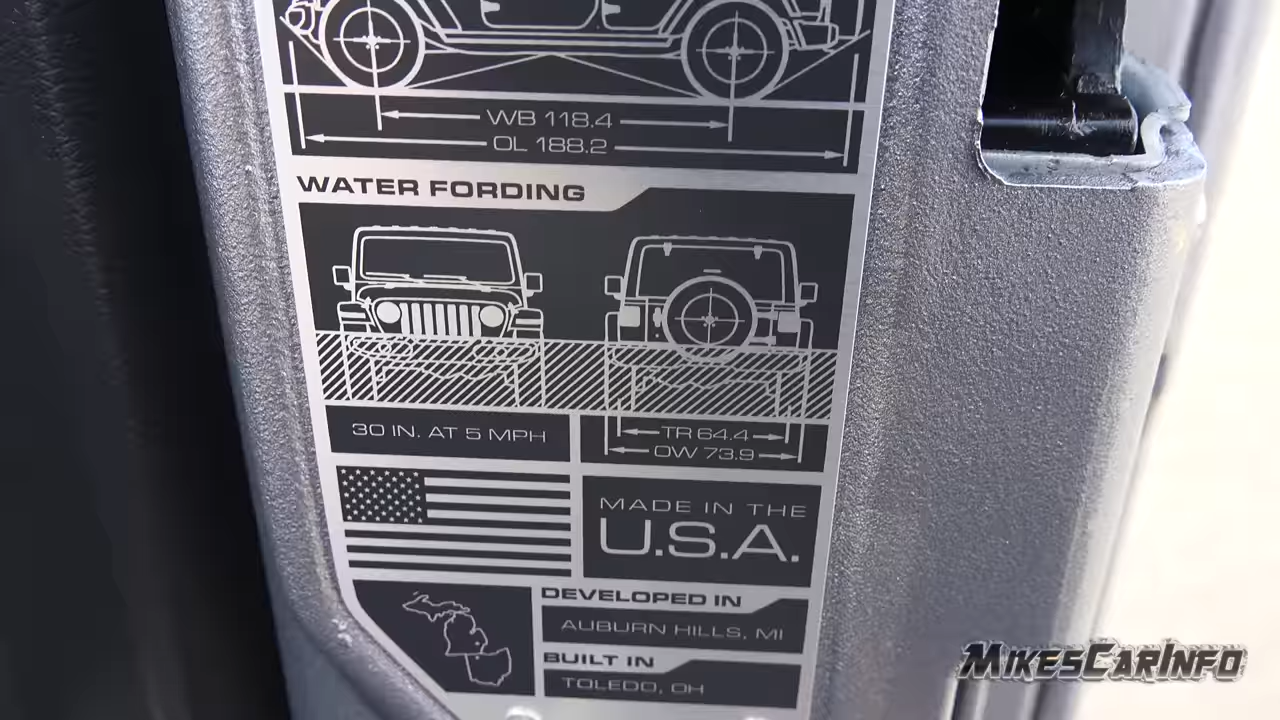 WB 118.4
OL 188.2
WATER FORDING
30 IN. AT 5 MPH
TR 64.4
OW 73.9
MADE IN THE
U.S.A.
DEVELOPED IN
AUBURN HILLS, MI
BUILT IN
TOLEDO, OH
MIKESCARINFO